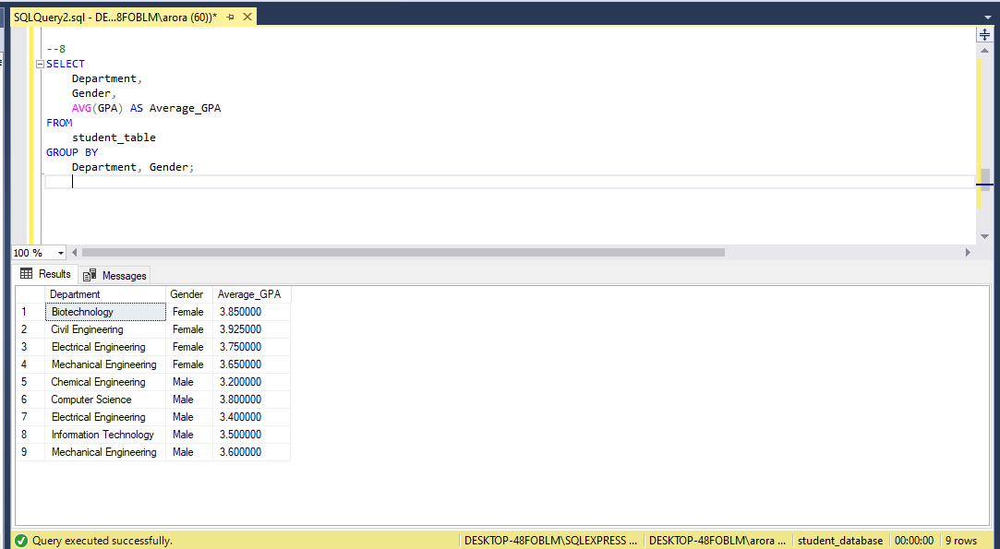 SQLQuery2.sql - DE...8FOBLM\arora (60))*
--8
SELECT
Department,
Gender,
AVG(GPA) AS Average_GPA
FROM
student_table
GROUP BY
Department, Gender;
100 %
Results Messages
Department Gender Average_GPA
1 Biotechnology Female 3.850000
2 Civil Engineering Female 3.925000
3 Electrical Engineering Female 3.750000
4 Mechanical Engineering Female 3.650000
5 Chemical Engineering Male 3.200000
6 Computer Science Male 3.800000
7 Electrical Engineering Male 3.400000
8 Information Technology Male 3.500000
9 Mechanical Engineering Male 3.600000
Query executed successfully. DESKTOP-48FOBLM\SQLEXPRESS ... DESKTOP-48FOBLM\arora ... student_database 00:00:00 9 rows